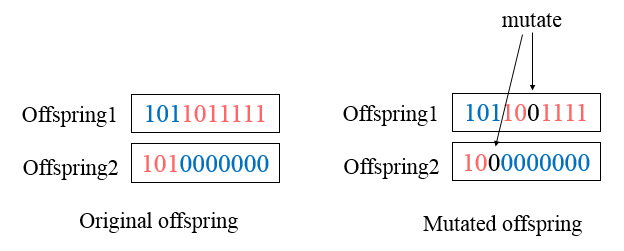 mutate
Offspring1 1011011111
Offspring2 1010000000
Original offspring
Offspring1 1011001111
Offspring2 1000000000
Mutated offspring